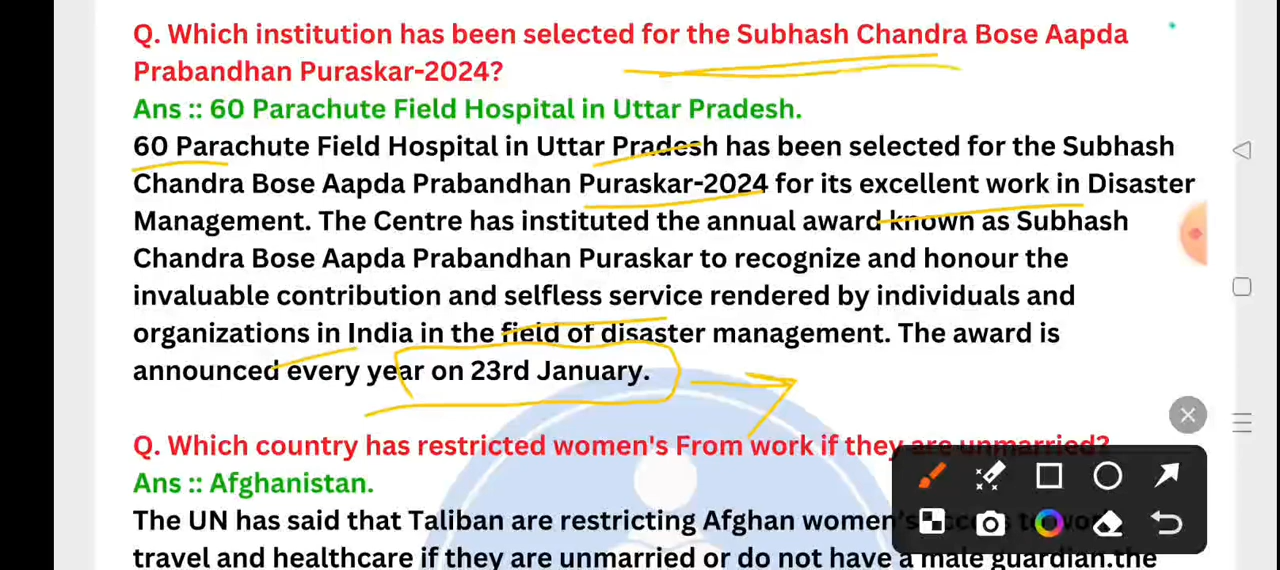 Q. Which institution has been selected for the Subhash Chandra Bose Aapda
Prabandhan Puraskar-2024?
Ans :: 60 Parachute Field Hospital in Uttar Pradesh.
60 Parachute Field Hospital in Uttar Pradesh has been selected for the Subhash
Chandra Bose Aapda Prabandhan Puraskar-2024 for its excellent work in Disaster
Management. The Centre has instituted the annual award known as Subhash
Chandra Bose Aapda Prabandhan Puraskar to recognize and honour the
invaluable contribution and selfless service rendered by individuals and
organizations in India in the field of disaster management. The award is
announced every year on 23rd January.
Q. Which country has restricted women's From work if they are unmarried?
Ans :: Afghanistan.
The UN has said that Taliban are restricting Afghan women's
travel and healthcare if they are unmarried or do not have a male guardian.the